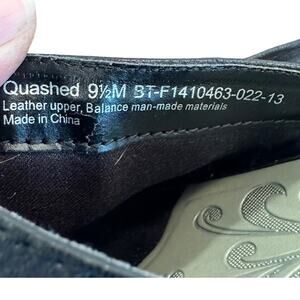 Quashed 9½M BT-F1410463-022-13
Leather upper, Balance man-made materials
Made in China